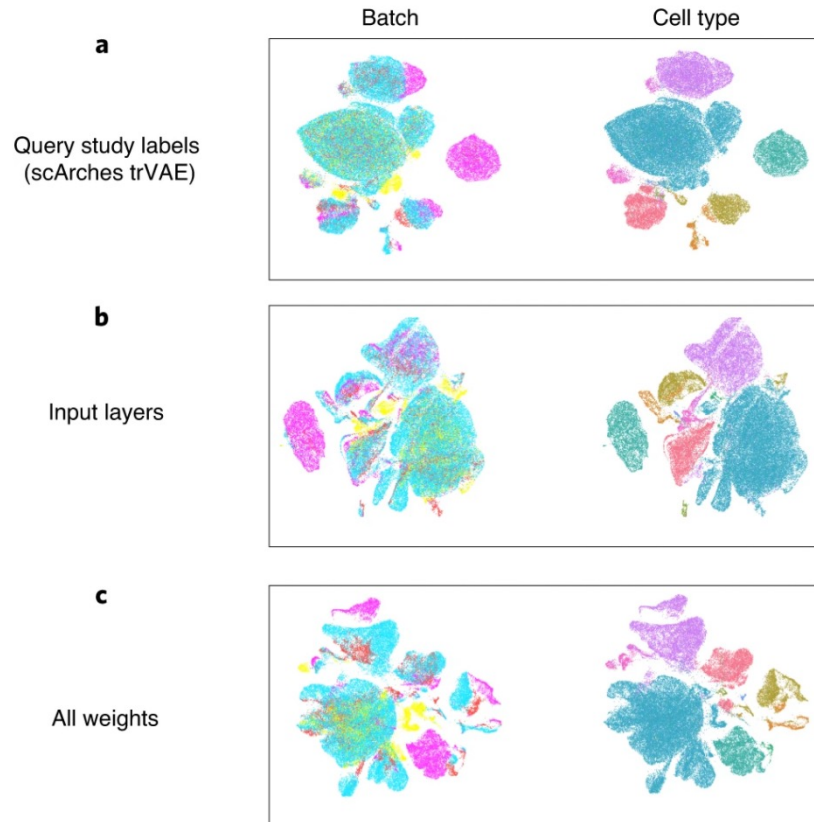 Batch
Cell type
a
Query study labels
(scArches trVAE)
b
Input layers
c
All weights